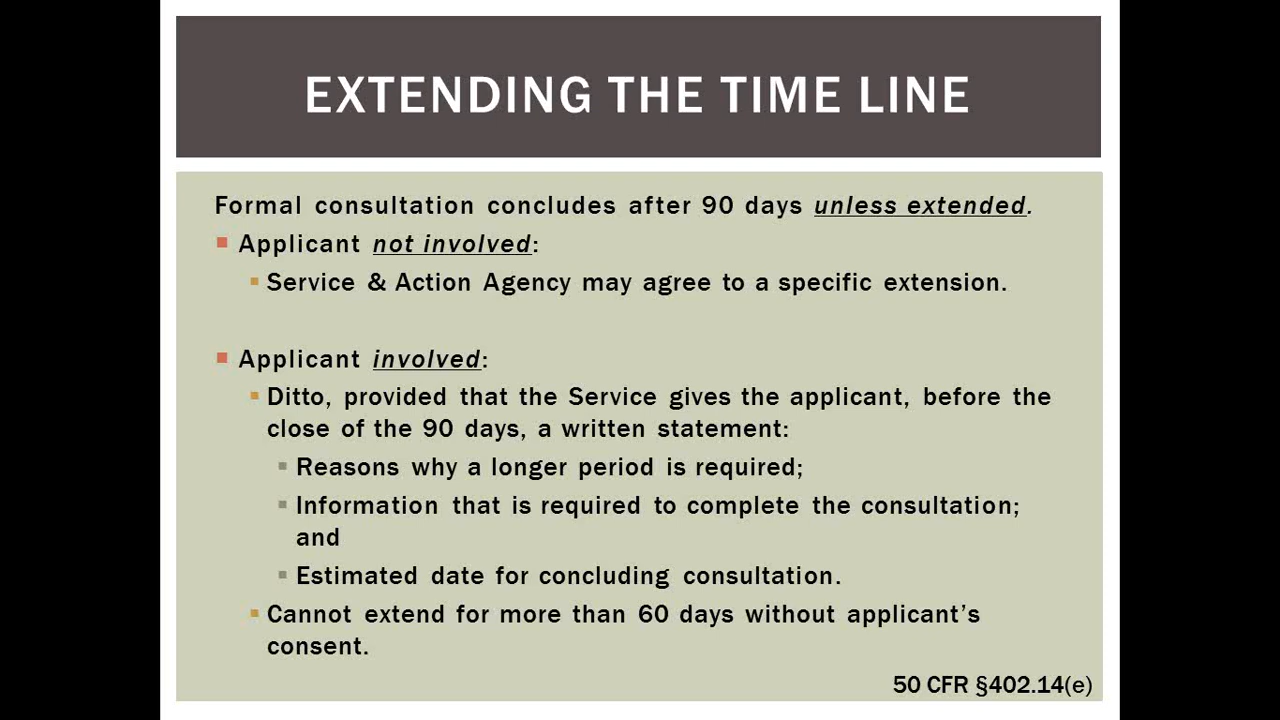 EXTENDING THE TIME LINE
Formal consultation concludes after 90 days unless extended.
Applicant not involved:
Service & Action Agency may agree to a specific extension.
Applicant involved:
Ditto, provided that the Service gives the applicant, before the
close of the 90 days, a written statement:
Reasons why a longer period is required;
Information that is required to complete the consultation;
and
Estimated date for concluding consultation.
Cannot extend for more than 60 days without applicant’s
consent.
50 CFR §402.14(e)